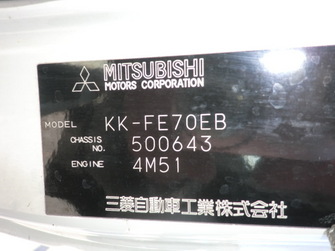 MITSUBISHI
MOTORS CORPORATION
MODEL KK-FE70EB
CHASSIS NO. 500643
ENGINE 4M51
三菱自動車工業株式会社